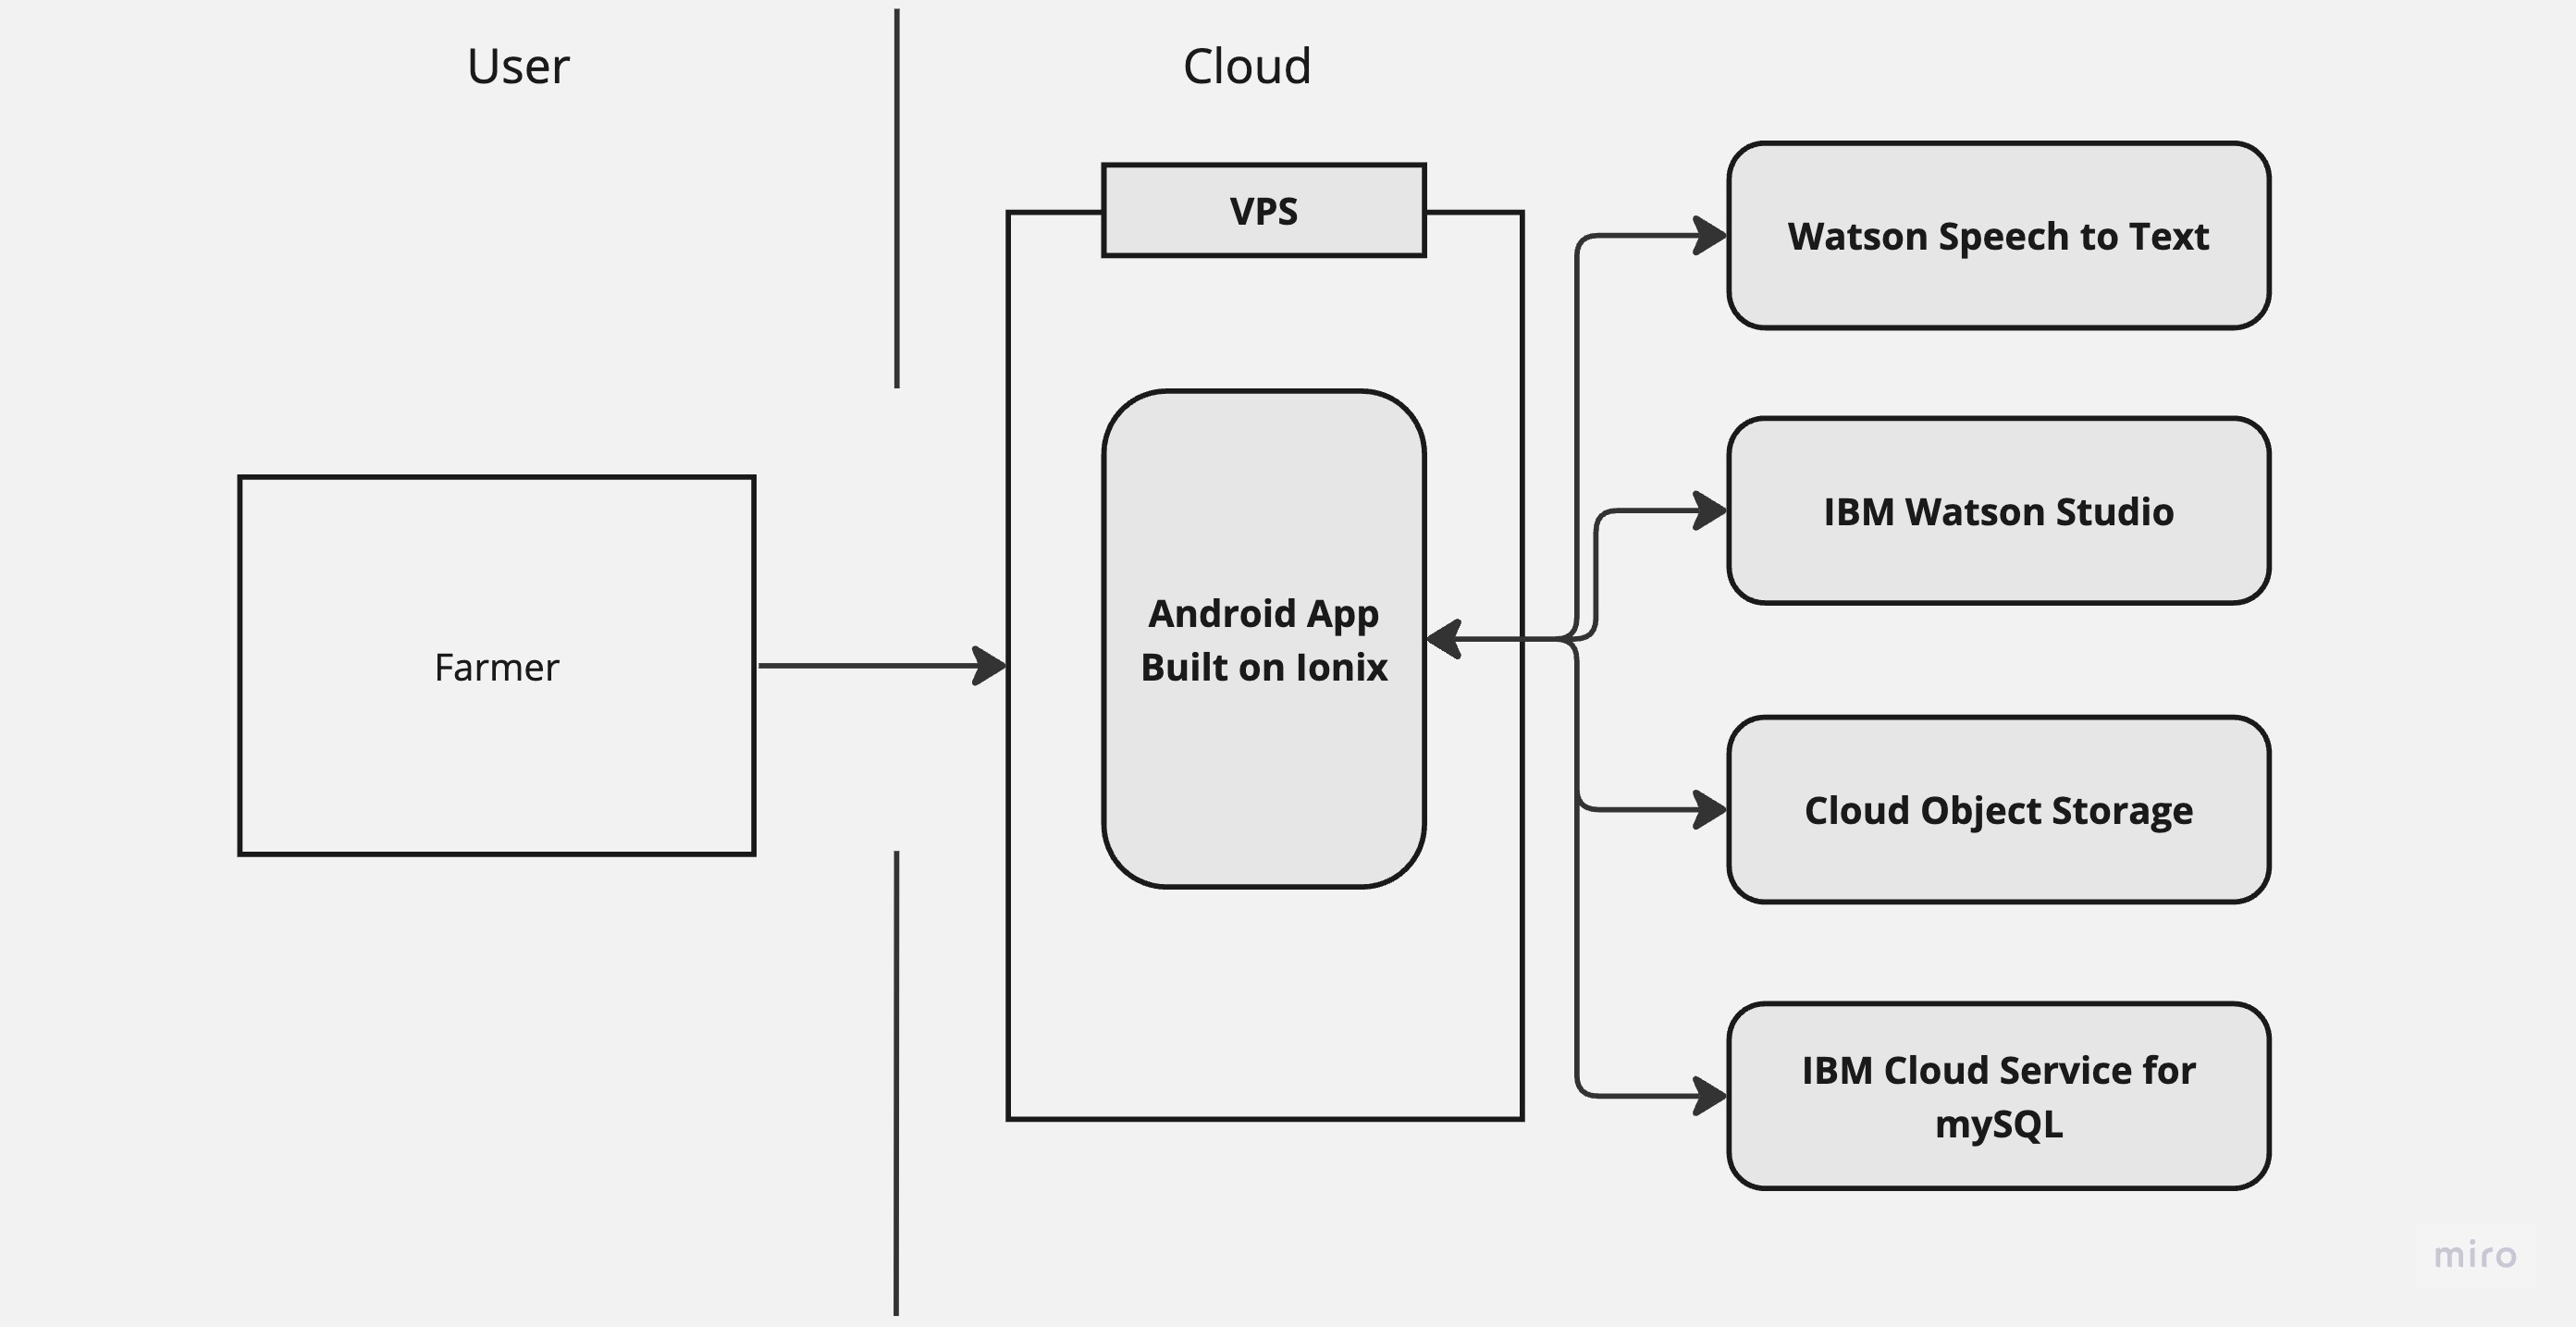 User
Cloud
VPS
Farmer
Android App
Built on Ionix
Watson Speech to Text
IBM Watson Studio
Cloud Object Storage
IBM Cloud Service for
mySQL
miro